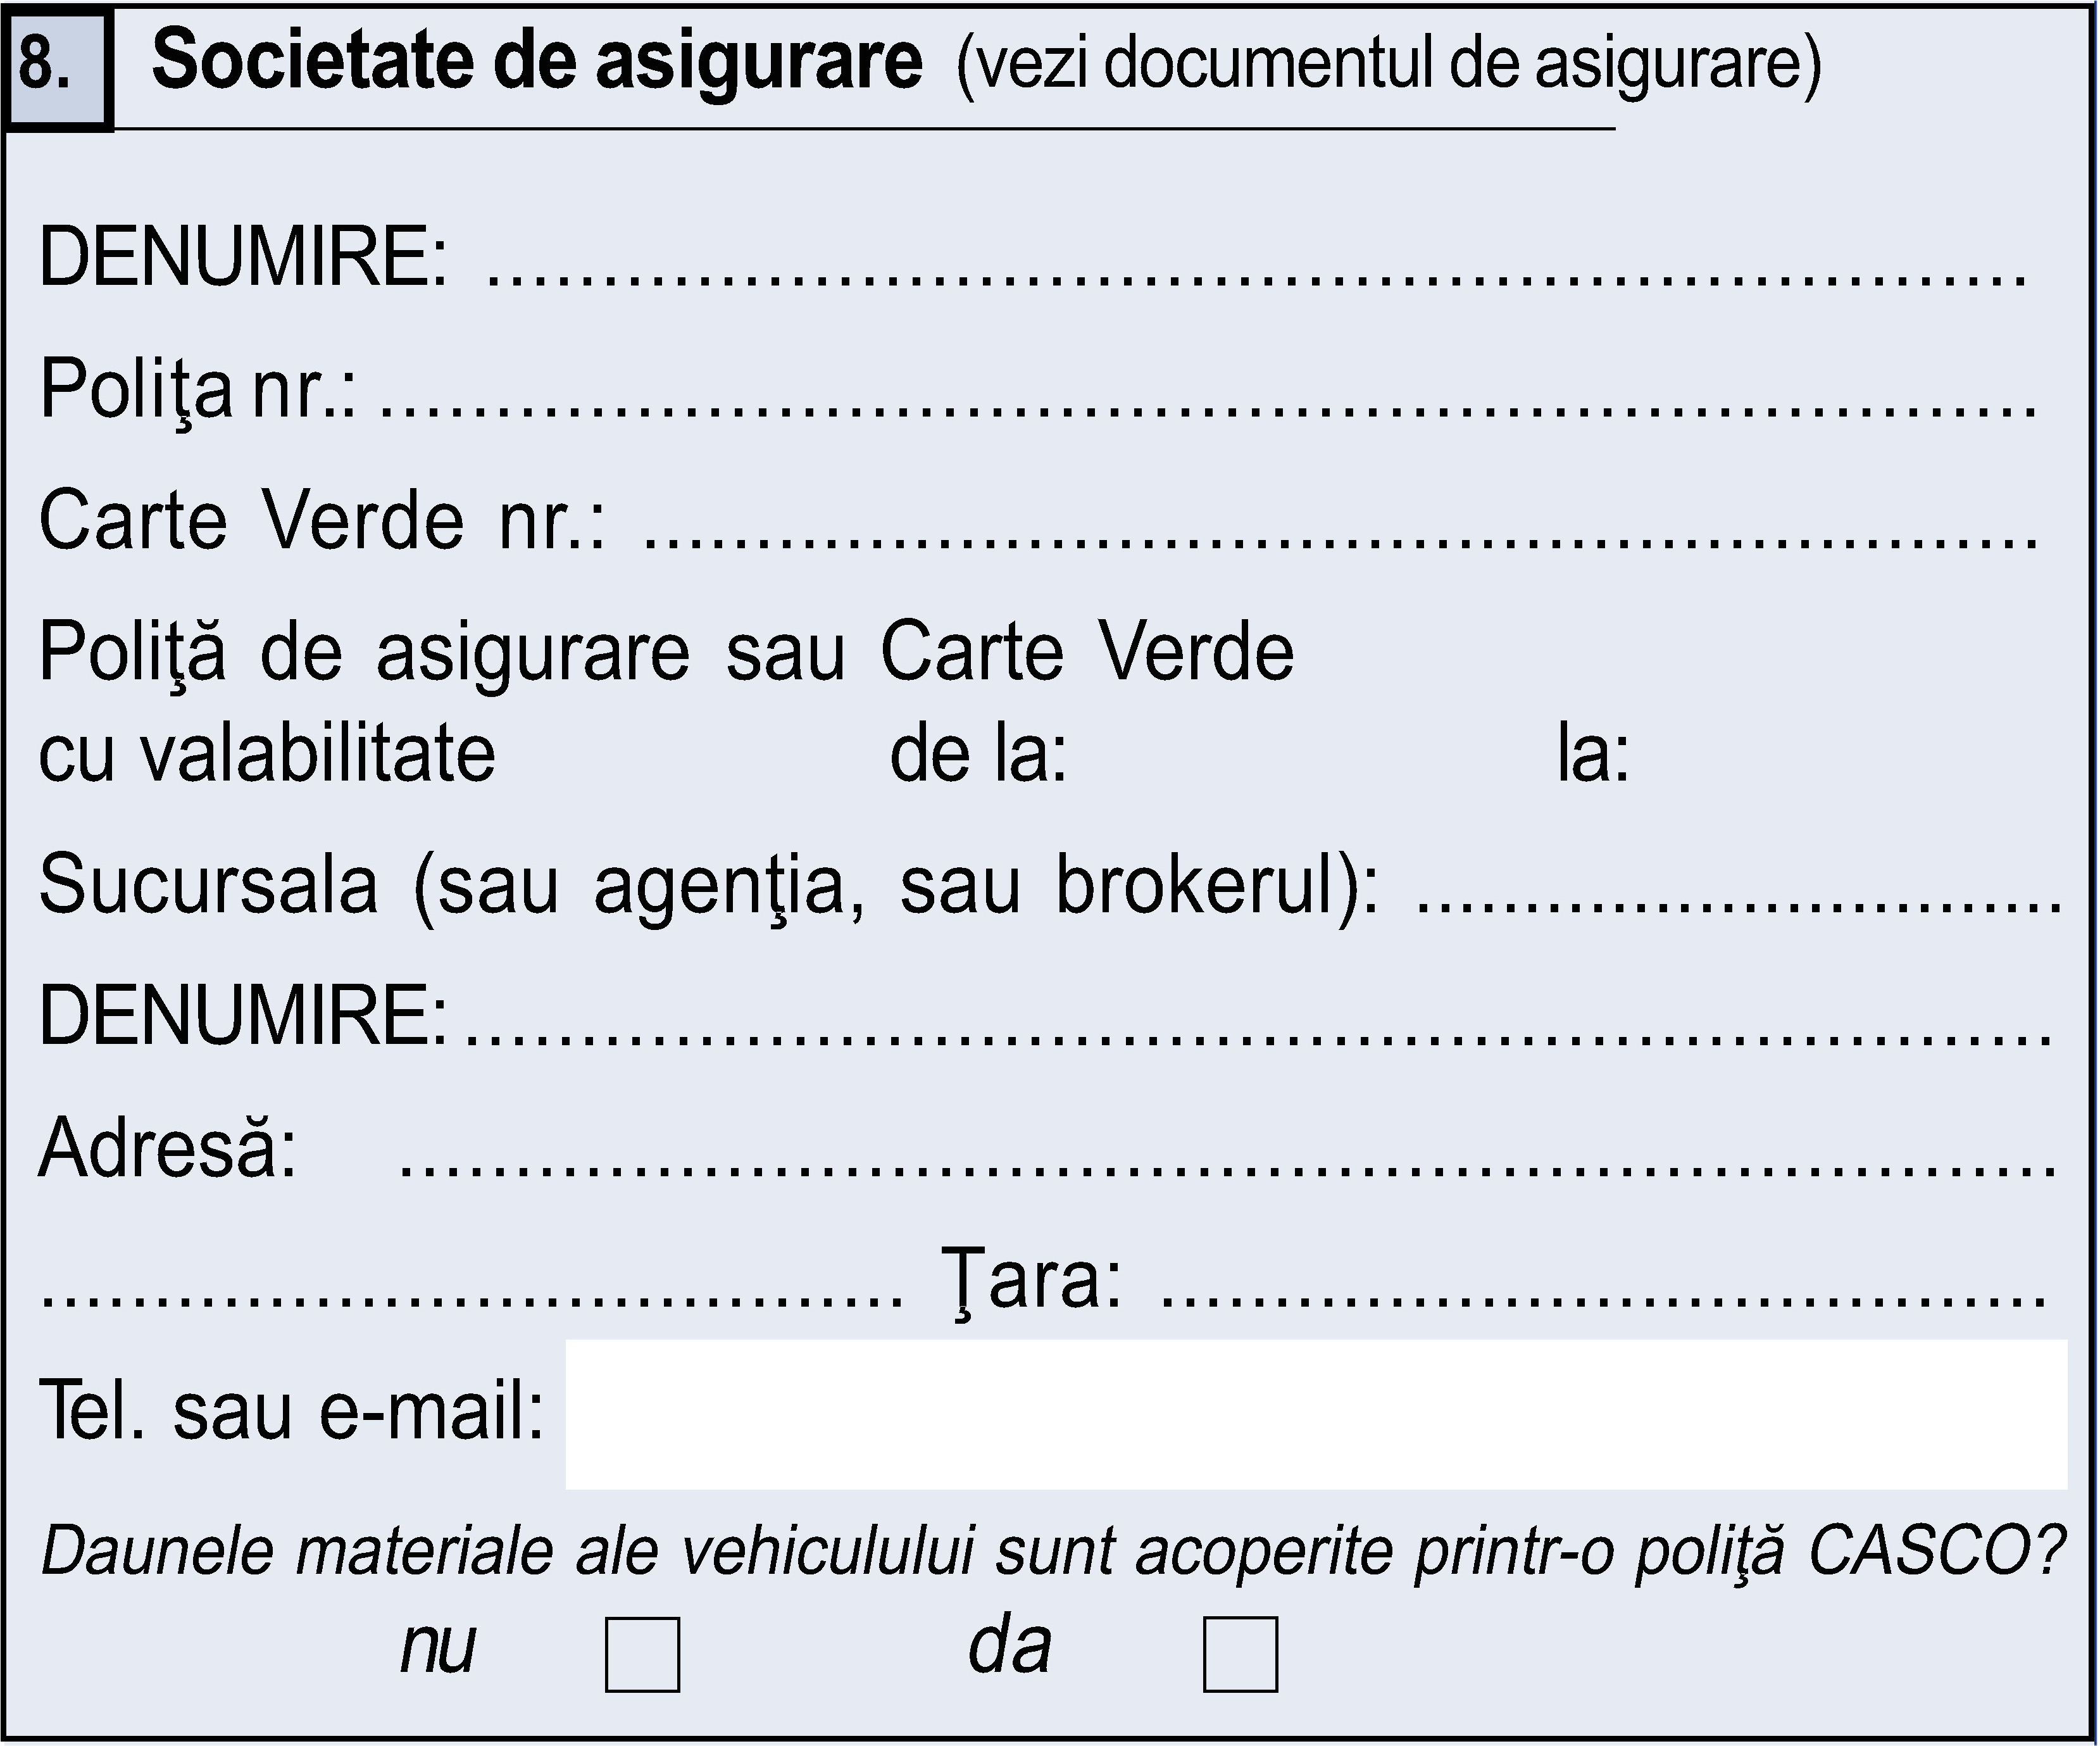 8. Societate de asigurare (vezi documentul de asigurare)
DENUMIRE: ..................................................................
Poliţa nr.: ........................................................................
Carte Verde nr.: ..............................................................
Poliţă de asigurare sau Carte Verde
cu valabilitate de la: la:
Sucursala (sau agenţia, sau brokerul): .............................
DENUMIRE: ....................................................................
Adresă: .......................................................................
..................................... Ţara: .......................................
Tel. sau e-mail:
Daunele materiale ale vehiculului sunt acoperite printr-o poliţă CASCO?
nu da